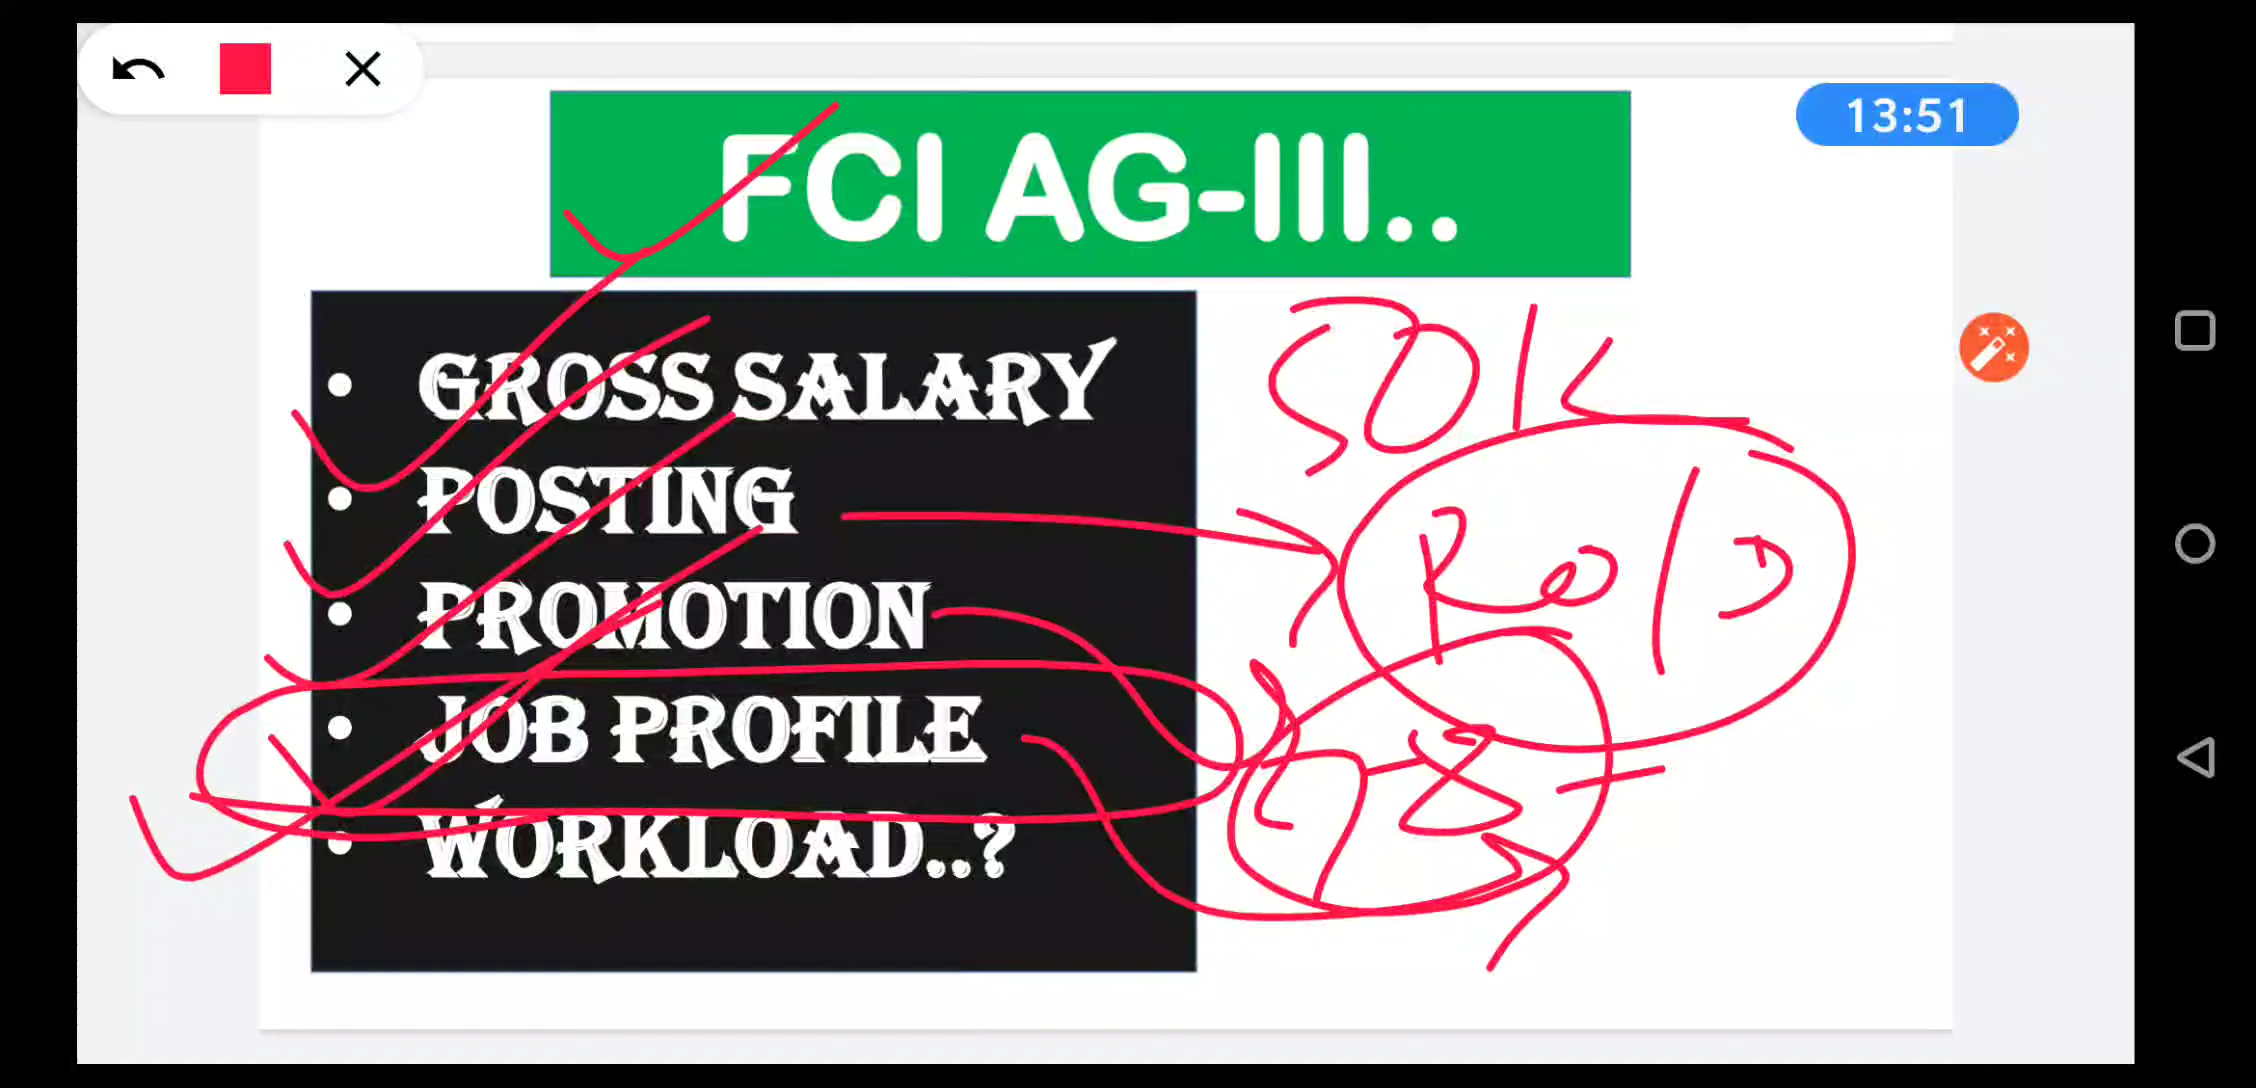 13:51
FCI AG-III..
• GROSS SALARY
50K
• POSTING
• PROMOTION
• JOB PROFILE
• WORKLOAD..?